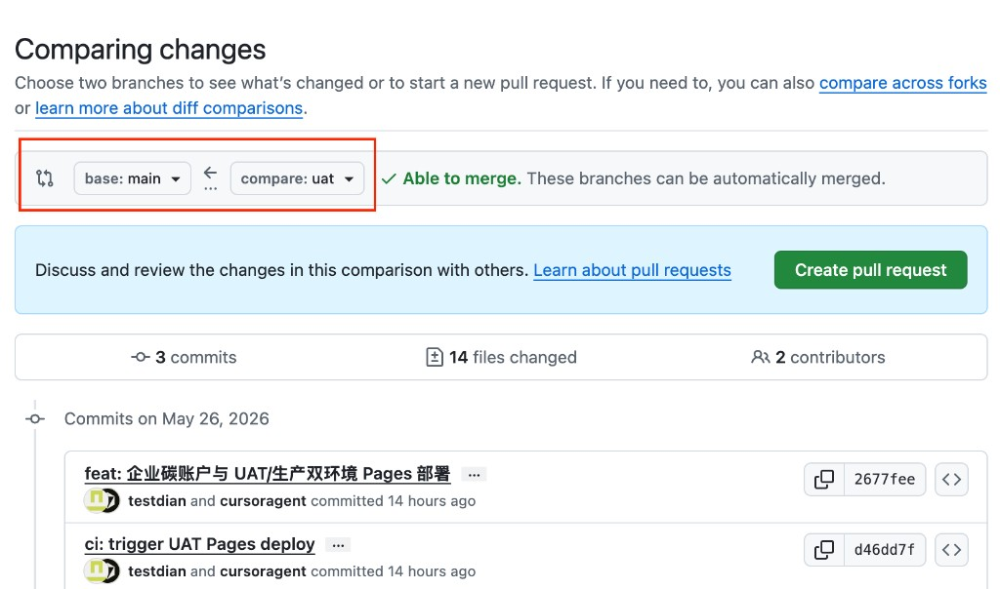 Comparing changes
Choose two branches to see what's changed or to start a new pull request. If you need to, you can also compare across forks
or learn more about diff comparisons.
base: main
compare: uat
Able to merge. These branches can be automatically merged.
Discuss and review the changes in this comparison with others. Learn about pull requests
Create pull request
3 commits
14 files changed
2 contributors
Commits on May 26, 2026
feat: 企业碳账户与 UAT/生产双环境 Pages 部署 ...
2677fee
testdian and cursoragent committed 14 hours ago
ci: trigger UAT Pages deploy ...
d46dd7f
testdian and cursoragent committed 14 hours ago